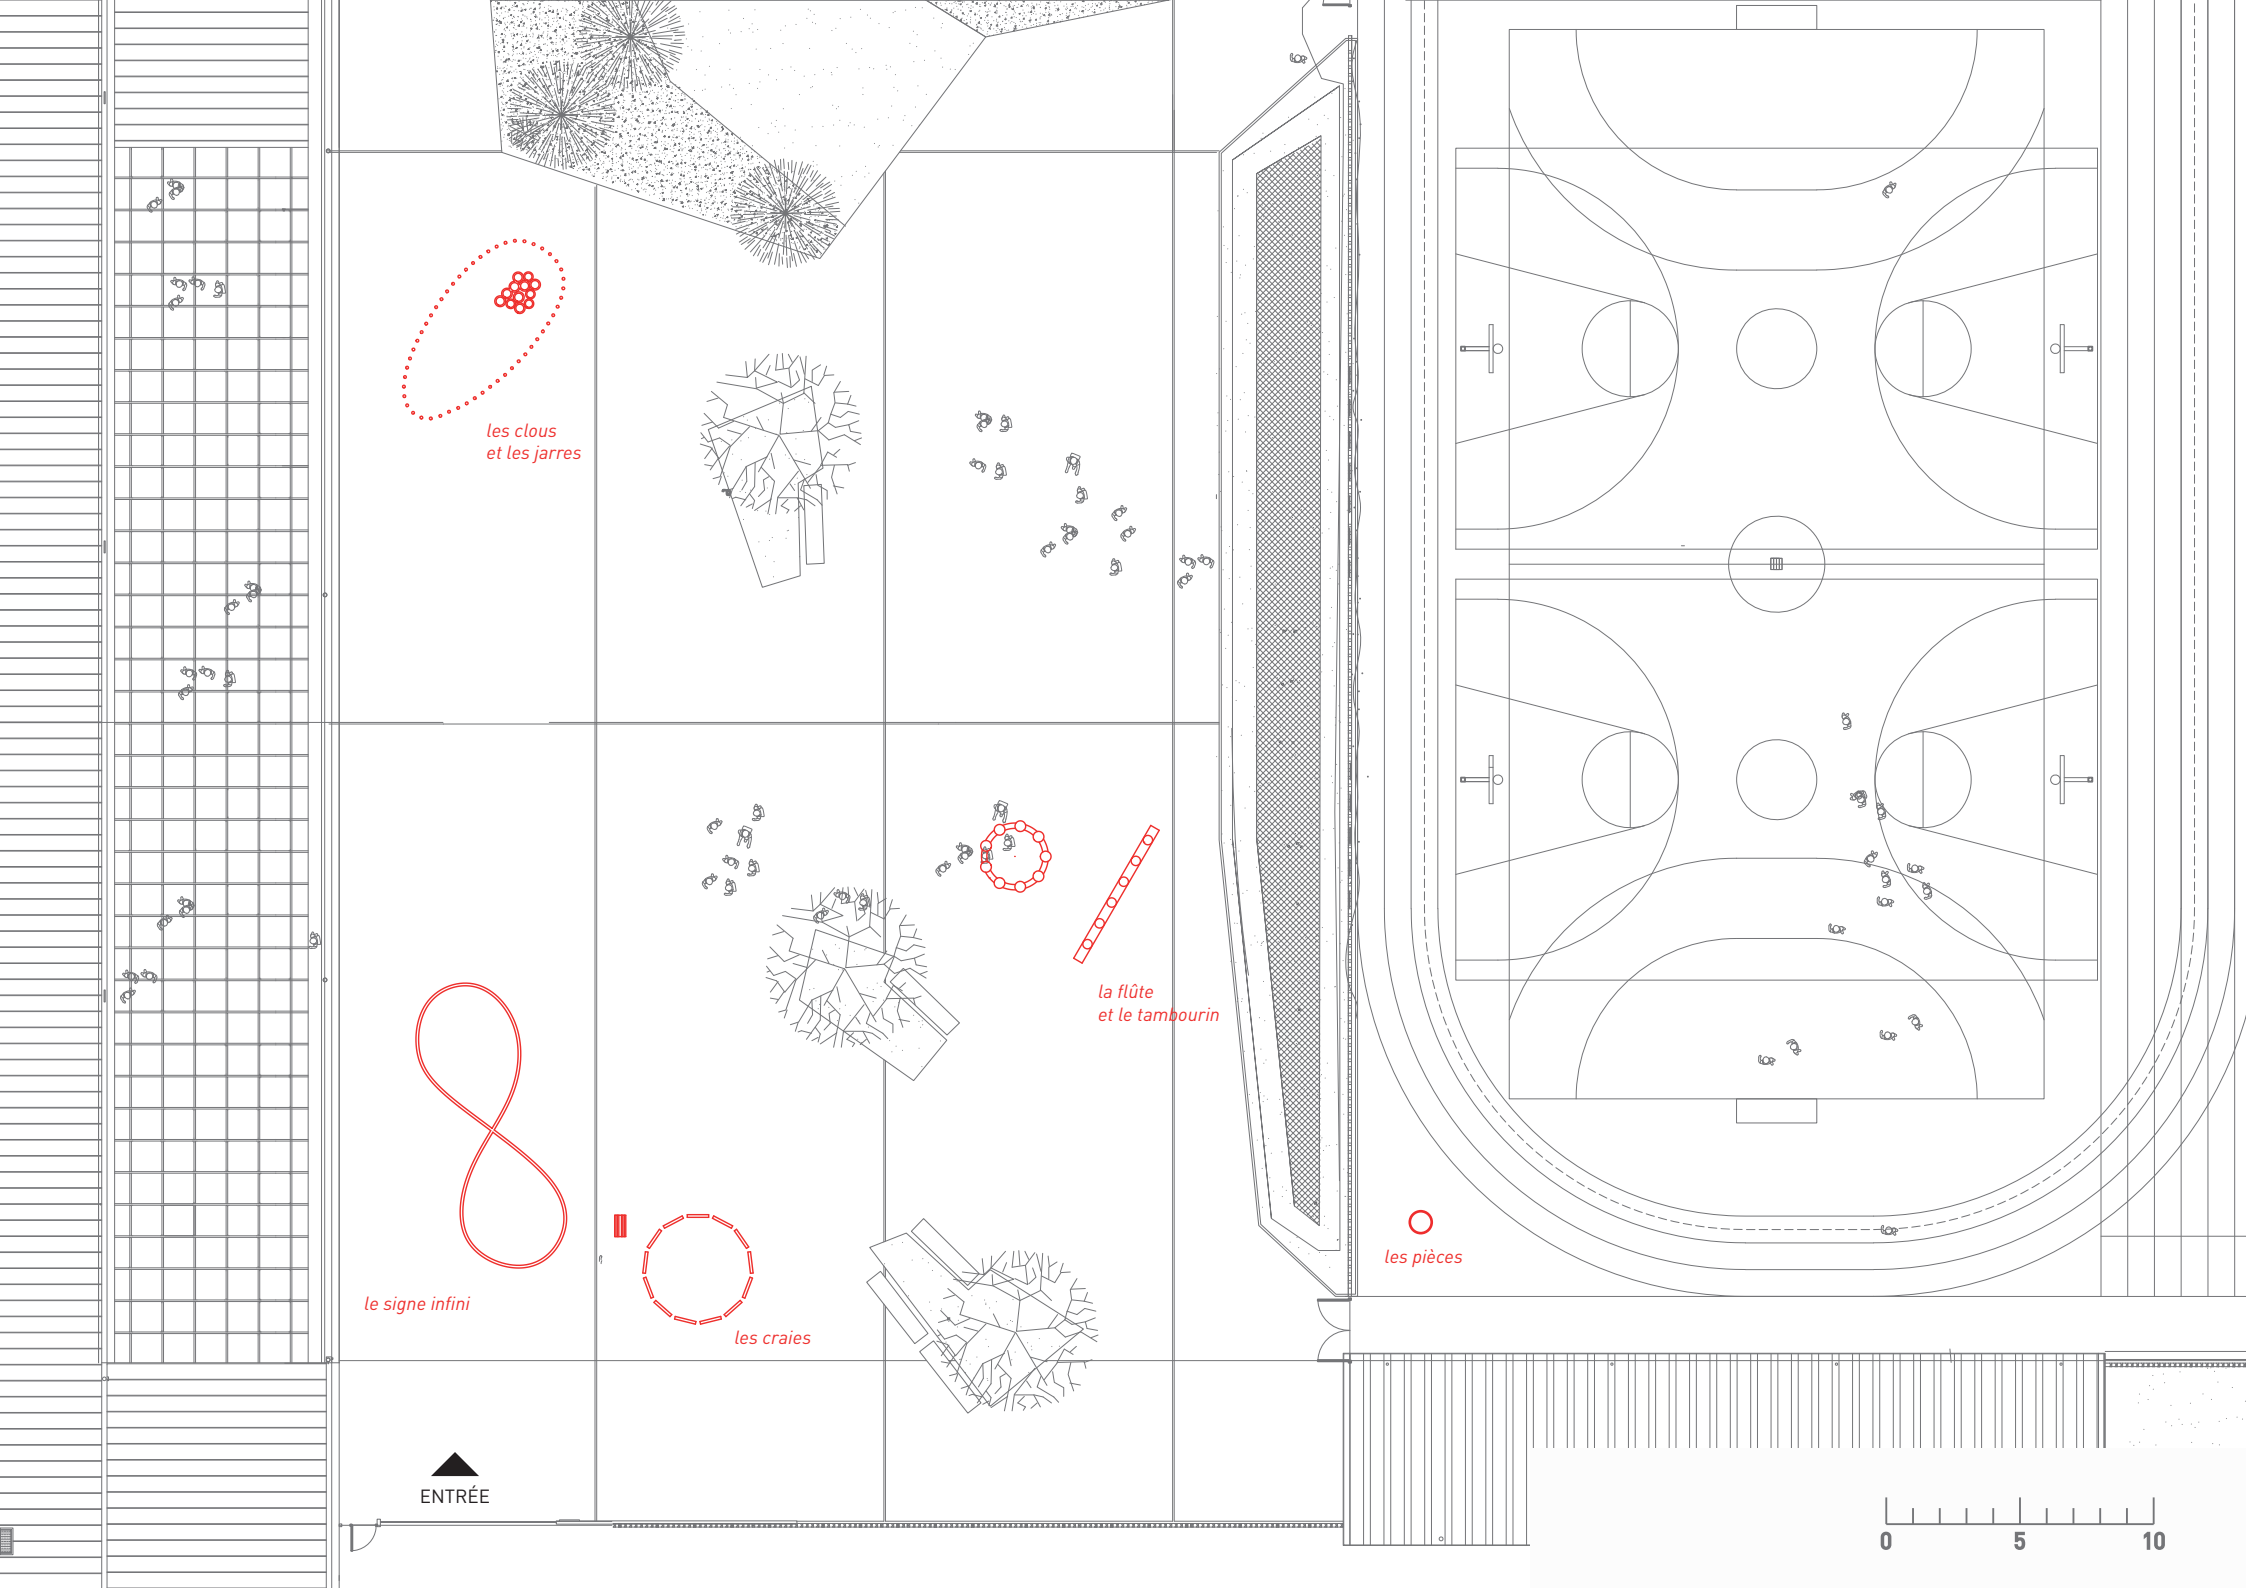 les clous
et les jarres
la flûte
et le tambourin
le signe infini
les craies
les pièces
ENTRÉE
0 5 10